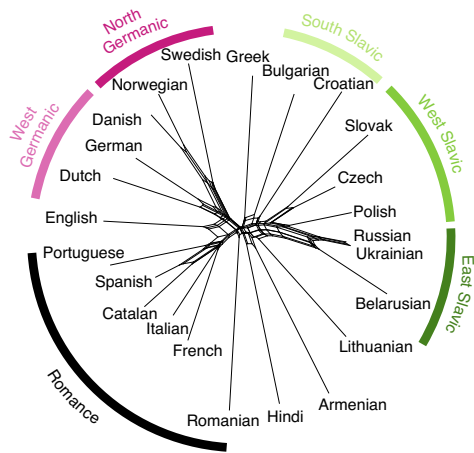 North
Germanic
South Slavic
Swedish
Greek
Bulgarian
Norwegian
Croatian
West
Germanic
West Slavic
Danish
Slovak
German
Dutch
Czech
English
Polish
Portuguese
Russian
Ukrainian
Spanish
East Slavic
Catalan
Belarusian
Italian
French
Lithuanian
Romance
Romanian
Hindi
Armenian